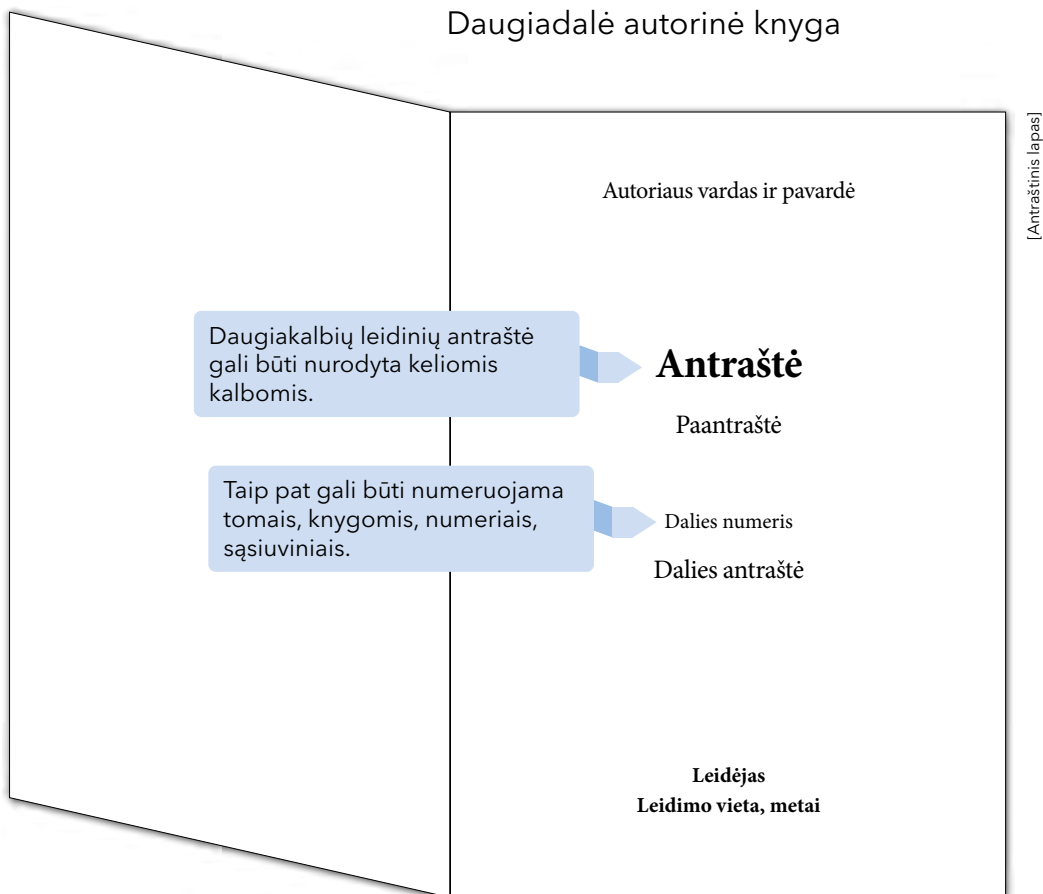 Daugiadalė autorinė knyga
[Antraštinis lapas]
Autoriaus vardas ir pavardė
Daugiakalbių leidinių antraštė
gali būti nurodyta keliomis
kalbomis.
Antraštė
Paantraštė
Taip pat gali būti numeruojama
tomais, knygomis, numeriais,
sąsiuviniais.
Dalies numeris
Dalies antraštė
Leidėjas
Leidimo vieta, metai